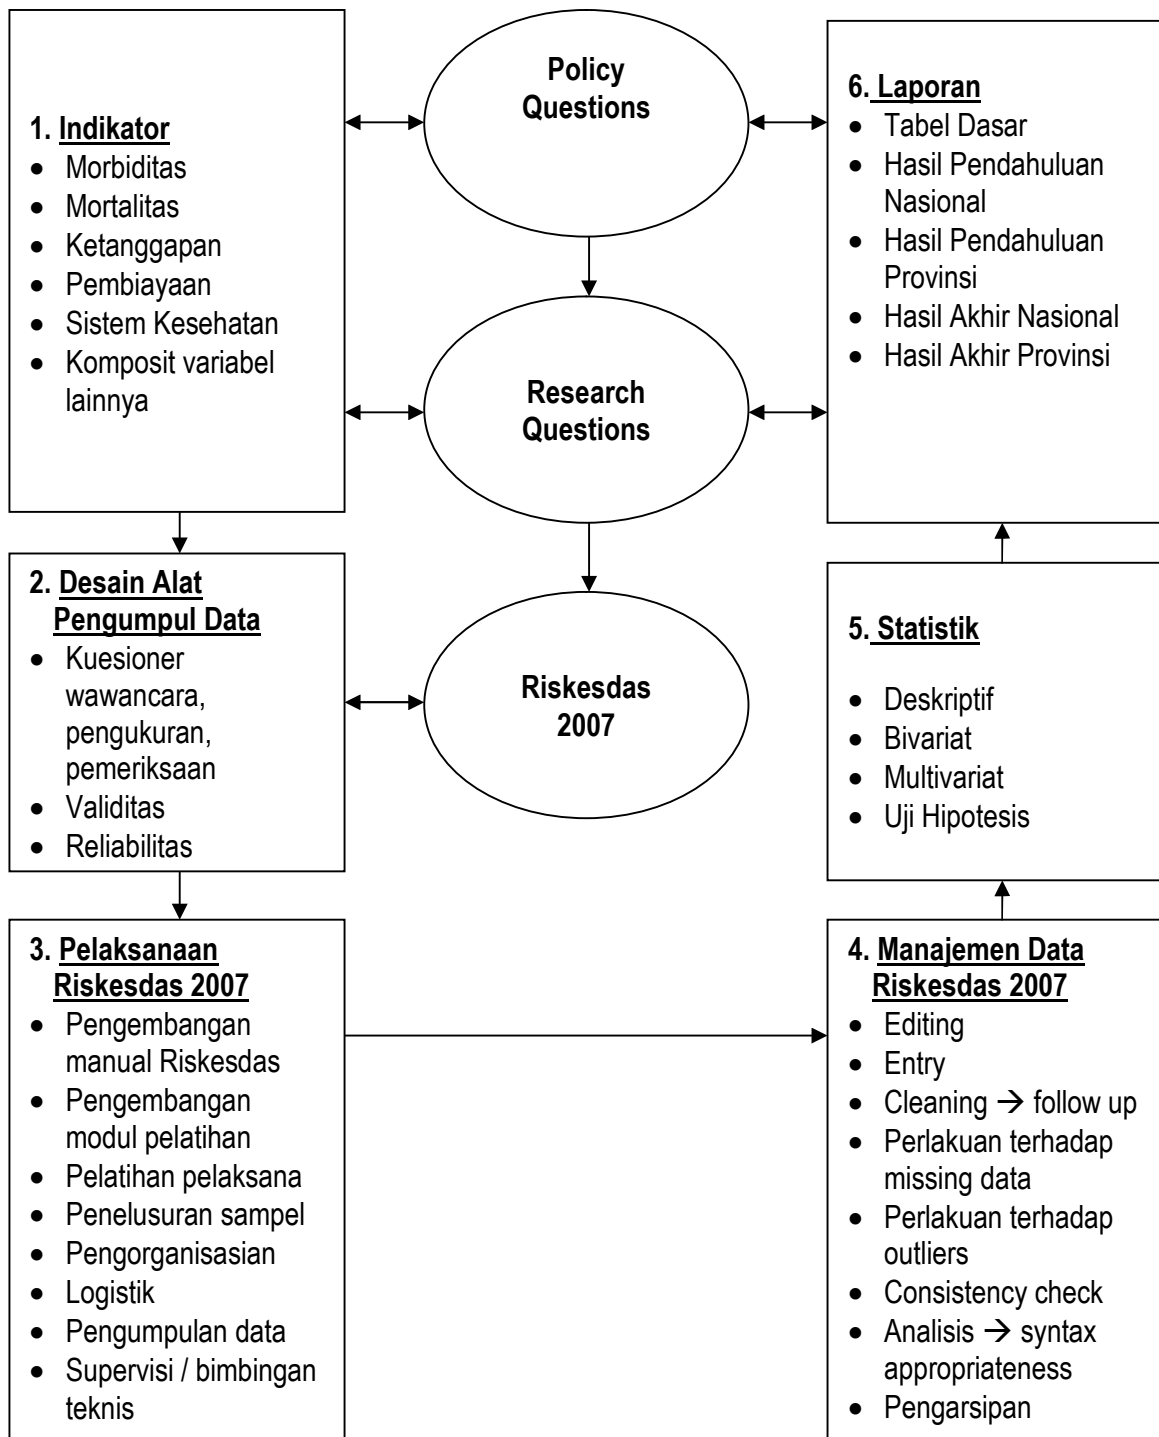 Policy
Questions
1. Indikator
• Morbiditas
• Mortalitas
• Ketanggapan
• Pembiayaan
• Sistem Kesehatan
• Komposit variabel
lainnya
6. Laporan
• Tabel Dasar
• Hasil Pendahuluan
Nasional
• Hasil Pendahuluan
Provinsi
• Hasil Akhir Nasional
• Hasil Akhir Provinsi
Research
Questions
2. Desain Alat
Pengumpul Data
• Kuesioner
wawancara,
pengukuran,
pemeriksaan
• Validitas
• Reliabilitas
Riskesdas
2007
5. Statistik
• Deskriptif
• Bivariat
• Multivariat
• Uji Hipotesis
3. Pelaksanaan
Riskesdas 2007
• Pengembangan
manual Riskesdas
• Pengembangan
modul pelatihan
• Pelatihan pelaksana
• Penelusuran sampel
• Pengorganisasian
• Logistik
• Pengumpulan data
• Supervisi / bimbingan
teknis
4. Manajemen Data
Riskesdas 2007
• Editing
• Entry
• Cleaning → follow up
• Perlakuan terhadap
missing data
• Perlakuan terhadap
outliers
• Consistency check
• Analisis → syntax
appropriateness
• Pengarsipan